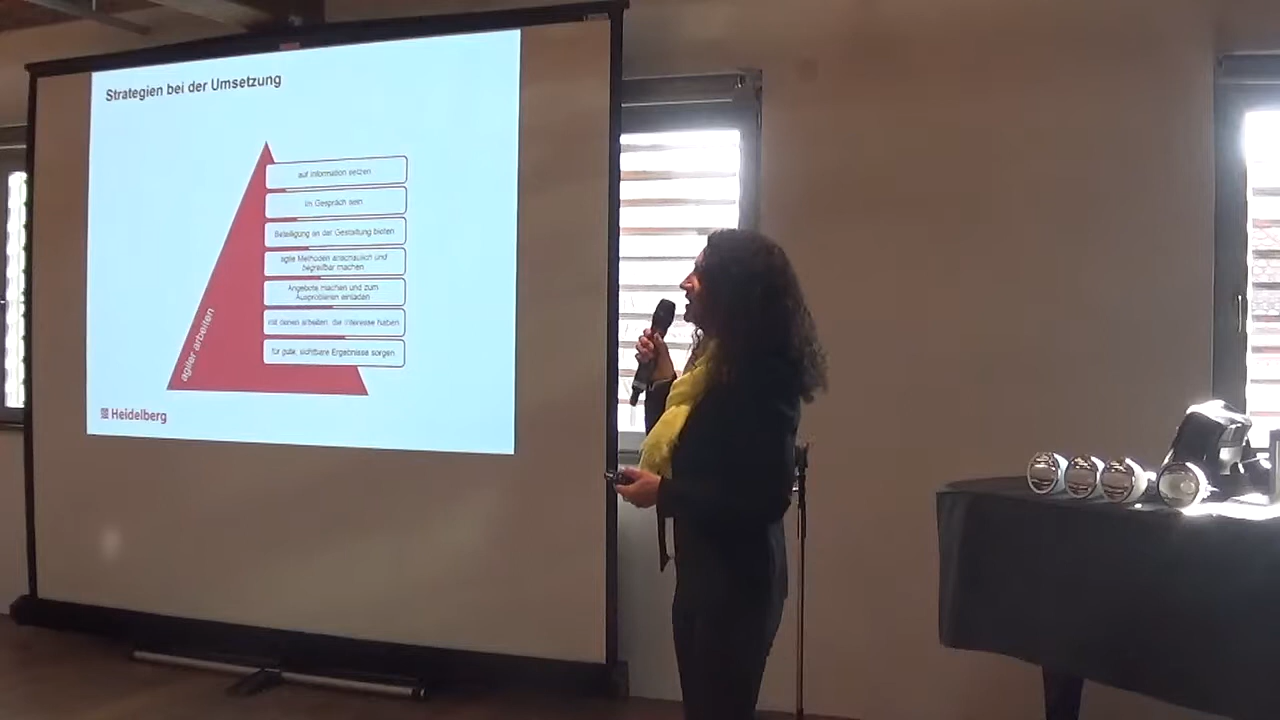 Strategien bei der Umsetzung
auf Information setzen
im Gespräch sein
Beteiligung an der Gestaltung bieten
agile Methoden anschaulich und
begreifbar machen
Angebote machen und zum
Ausprobieren einladen
mit denen arbeiten, die Interesse haben
für gute, sichtbare Ergebnisse sorgen
agiler arbeiten
Heidelberg